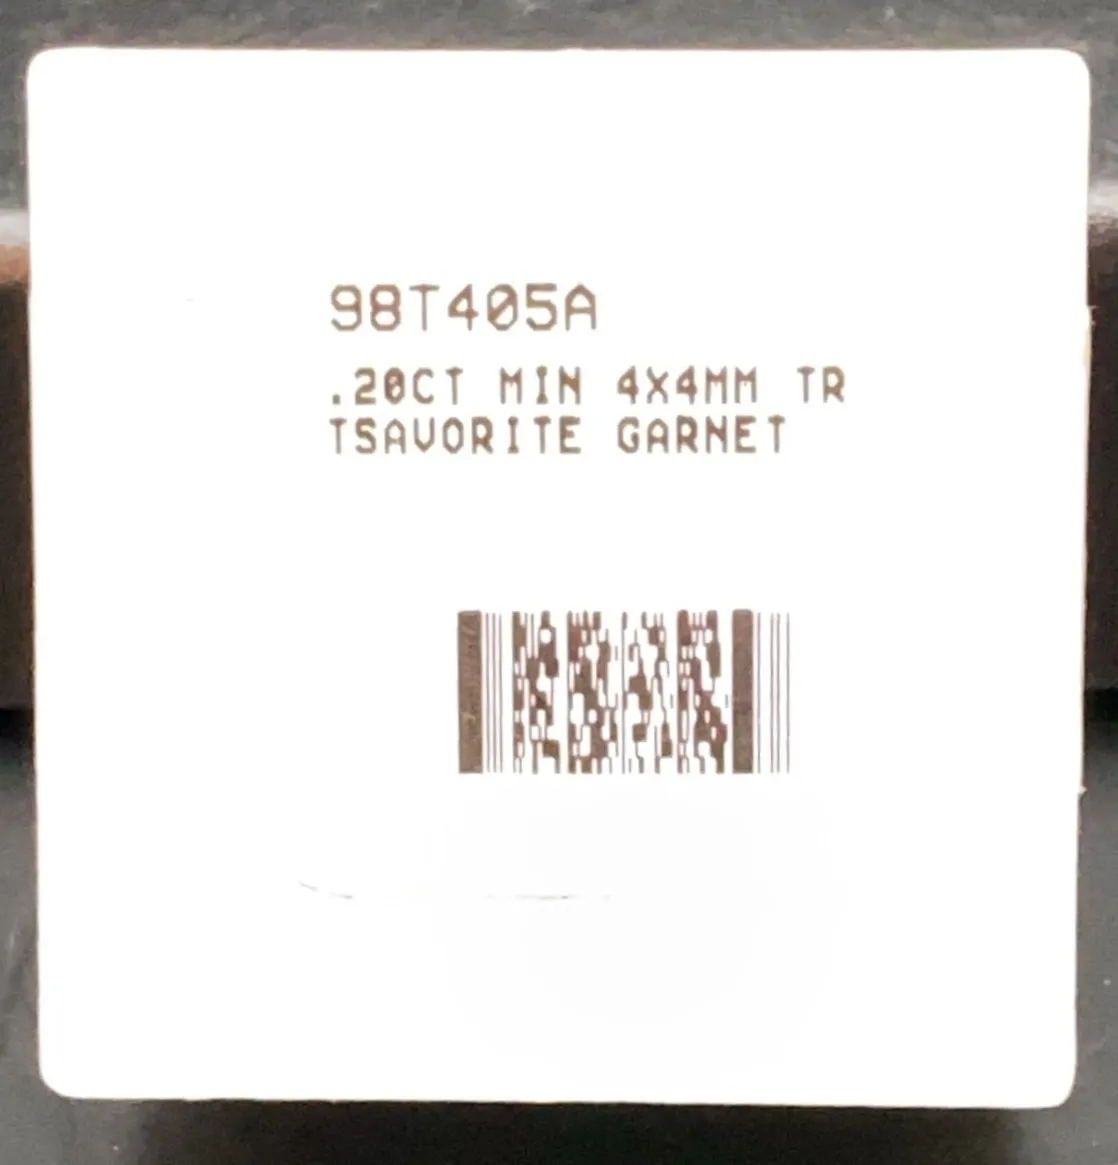 98T405A
.20CT MIN 4X4MM TR
TSAVORITE GARNET